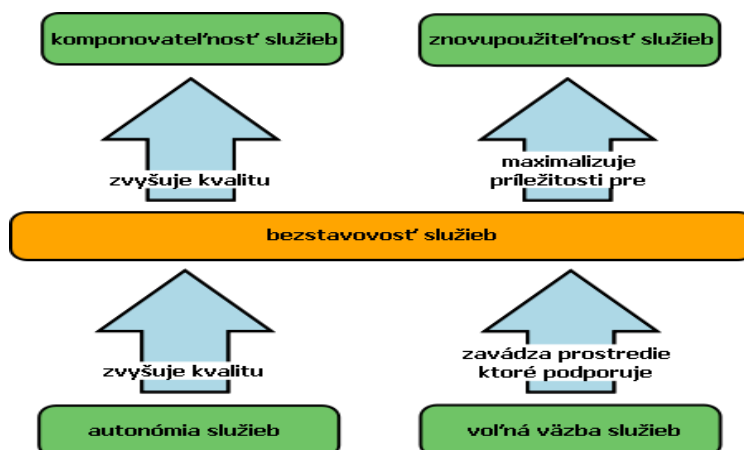 komponovateľnosť služieb
znovupoužiteľnosť služieb
zvyšuje kvalitu
maximalizuje
príležitosti pre
bezstavovosť služieb
zvyšuje kvalitu
zavádza prostredie
ktoré podporuje
autonómia služieb
voľná väzba služieb